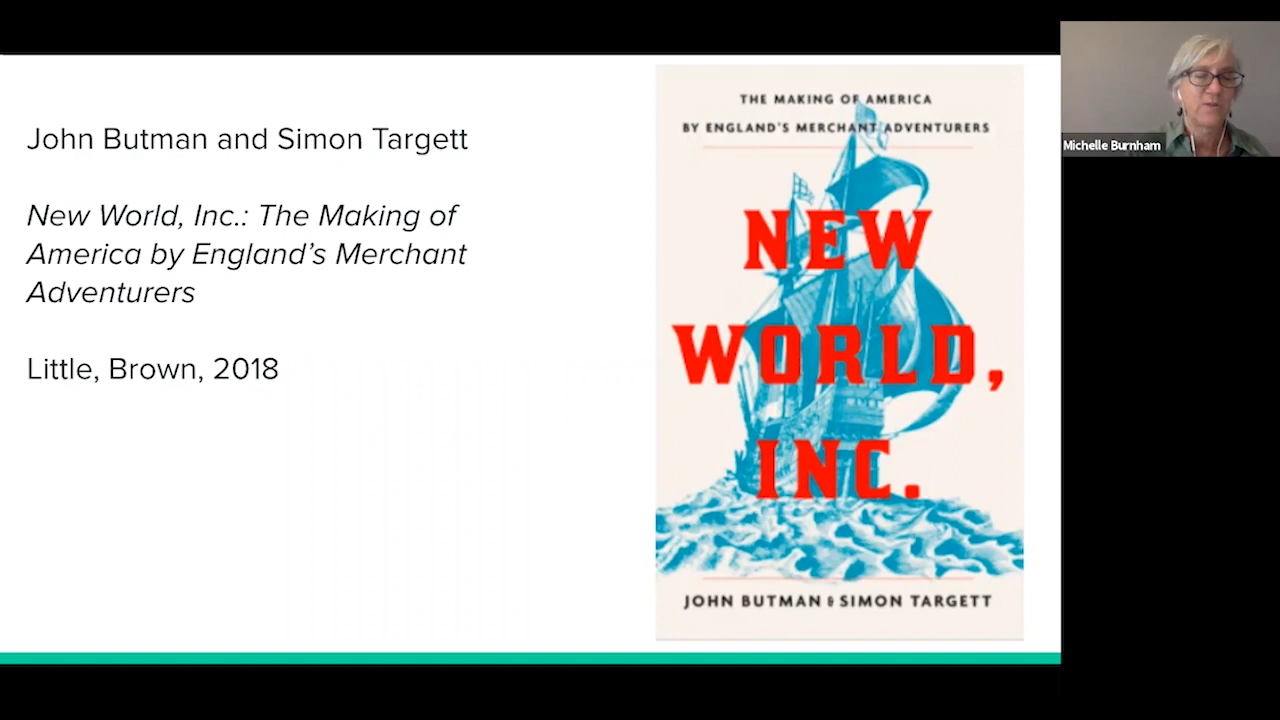 John Butman and Simon Targett
New World, Inc.: The Making of
America by England’s Merchant
Adventurers
Little, Brown, 2018
THE MAKING OF AMERICA
BY ENGLAND'S MERCHANT ADVENTURERS
NEW
WORLD,
INC.
JOHN BUTMAN & SIMON TARGETT
Michelle Burnham